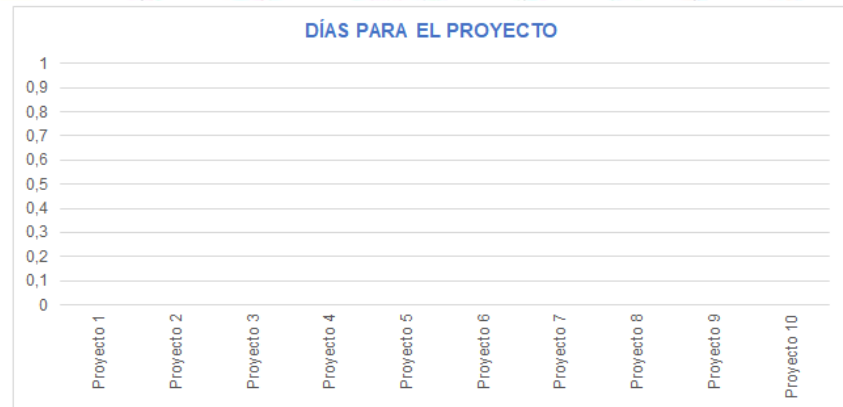 DÍAS PARA EL PROYECTO
1
0,9
0,8
0,7
0,6
0,5
0,4
0,3
0,2
0,1
0
Proyecto 1
Proyecto 2
Proyecto 3
Proyecto 4
Proyecto 5
Proyecto 6
Proyecto 7
Proyecto 8
Proyecto 9
Proyecto 10